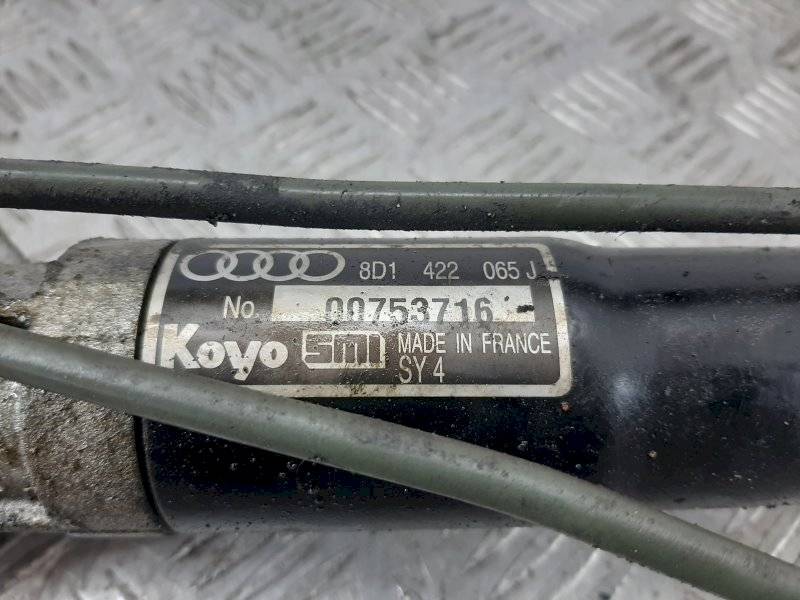 8D1 422 065 J
No. 00753716
Koyo SMI MADE IN FRANCE
SY 4